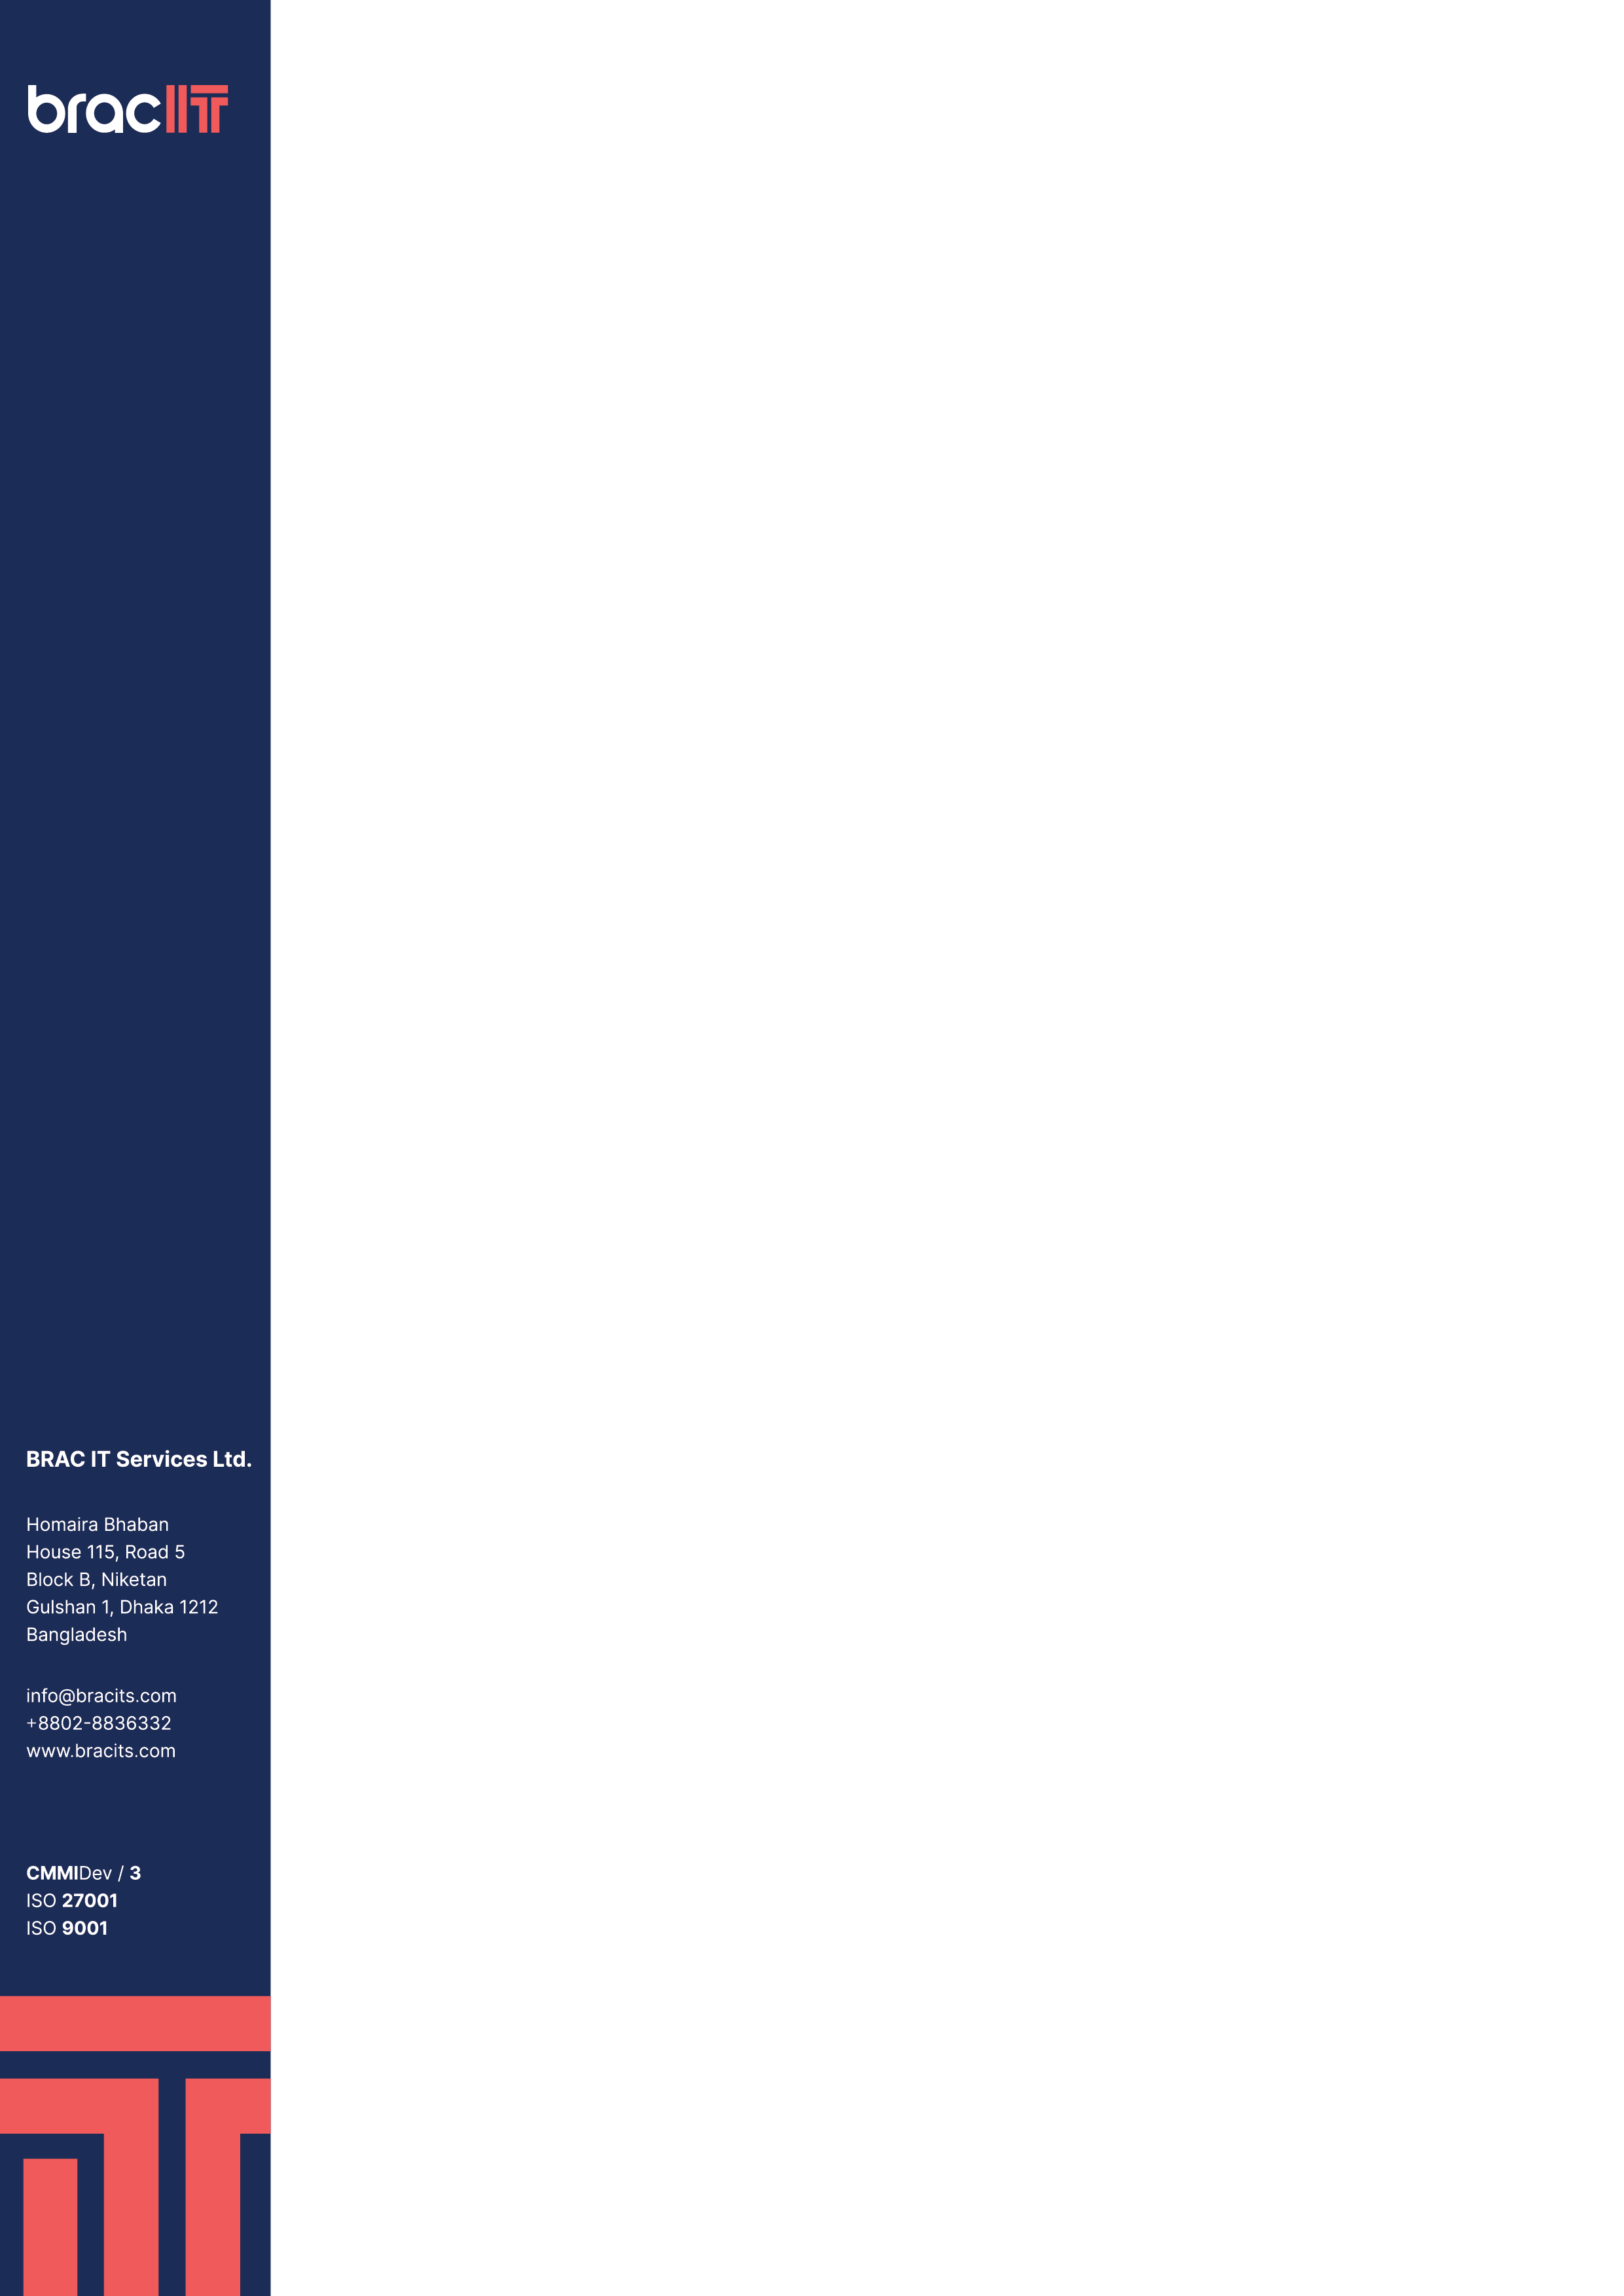 bracIT
BRAC IT Services Ltd.
Homaira Bhaban
House 115, Road 5
Block B, Niketan
Gulshan 1, Dhaka 1212
Bangladesh
info@bracits.com
+8802-8836332
www.bracits.com
CMMIDev / 3
ISO 27001
ISO 9001